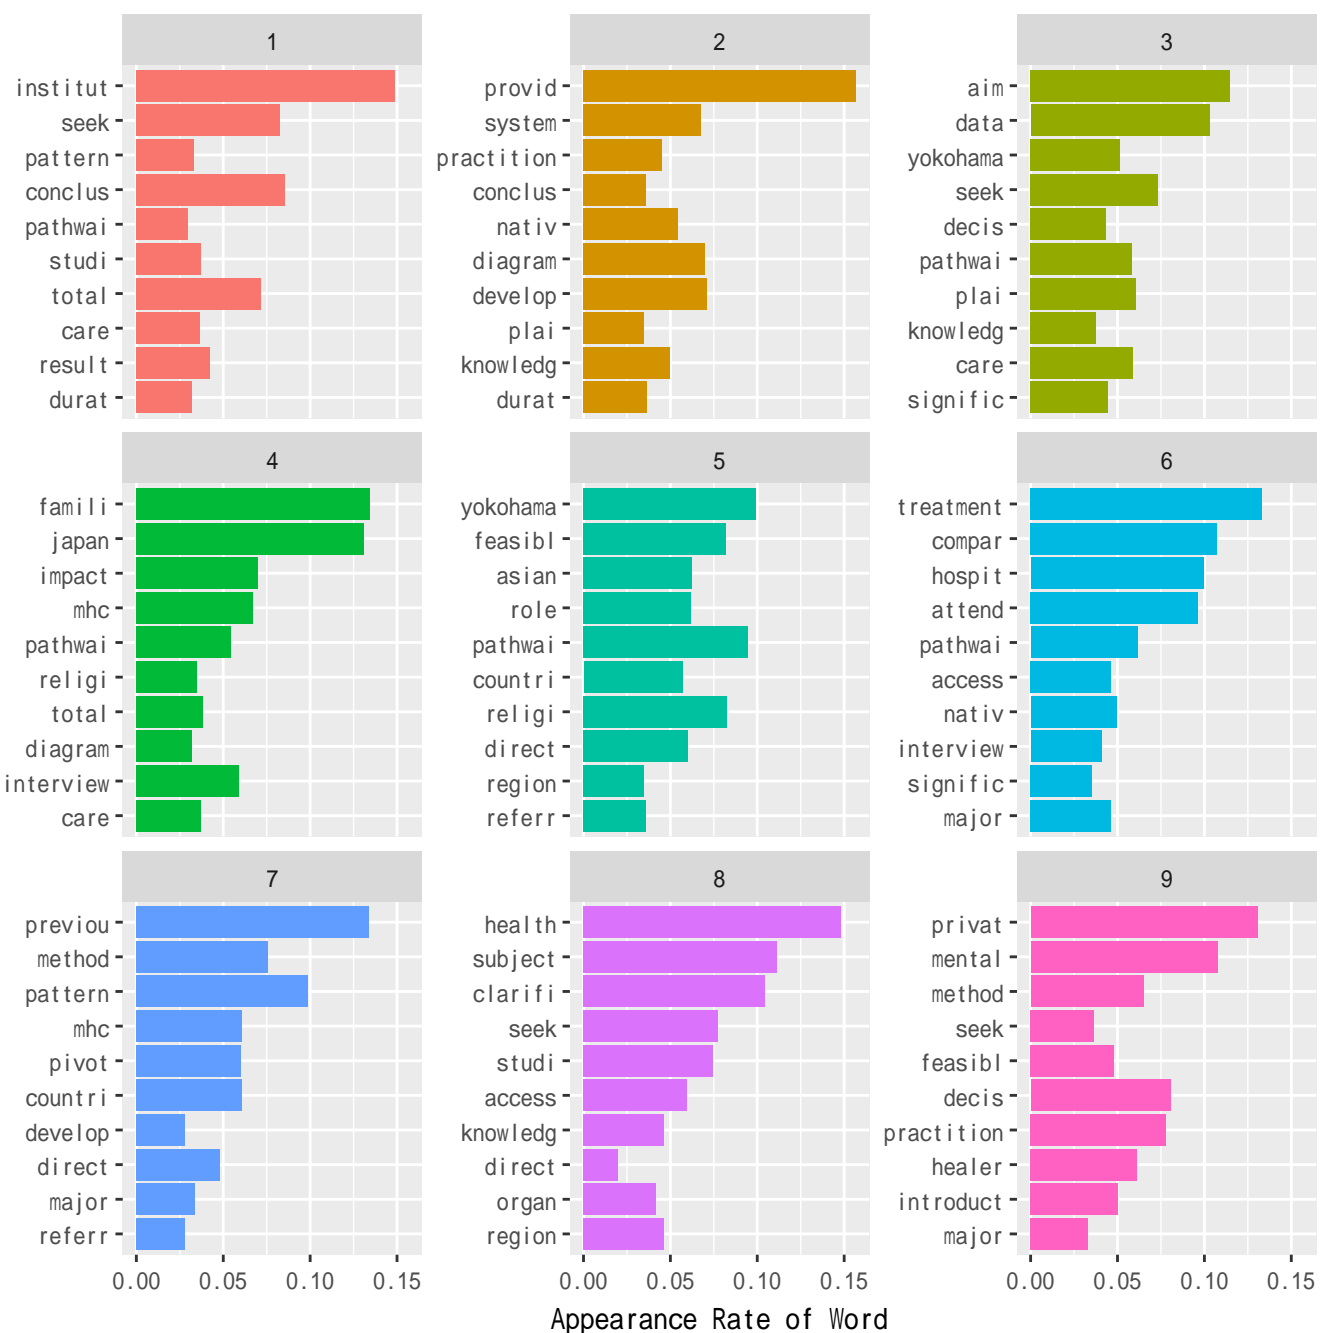 1
institut
seek
pattern
conclus
pathwai
studi
total
care
result
durat
2
provid
system
practition
conclus
nativ
diagram
develop
plai
knowledg
durat
3
aim
data
yokohama
seek
decis
pathwai
plai
knowledg
care
signific
4
famili
japan
impact
mhc
pathwai
religi
total
diagram
interview
care
5
yokohama
feasibl
asian
role
pathwai
countri
religi
direct
region
referr
6
treatment
compar
hospit
attend
pathwai
access
nativ
interview
signific
major
7
previou
method
pattern
mhc
pivot
countri
develop
direct
major
referr
0.00 0.05 0.10 0.15
8
health
subject
clarifi
seek
studi
access
knowledg
direct
organ
region
0.00 0.05 0.10 0.15
9
privat
mental
method
seek
feasibl
decis
practition
healer
introduct
major
0.00 0.05 0.10 0.15
Appearance Rate of Word